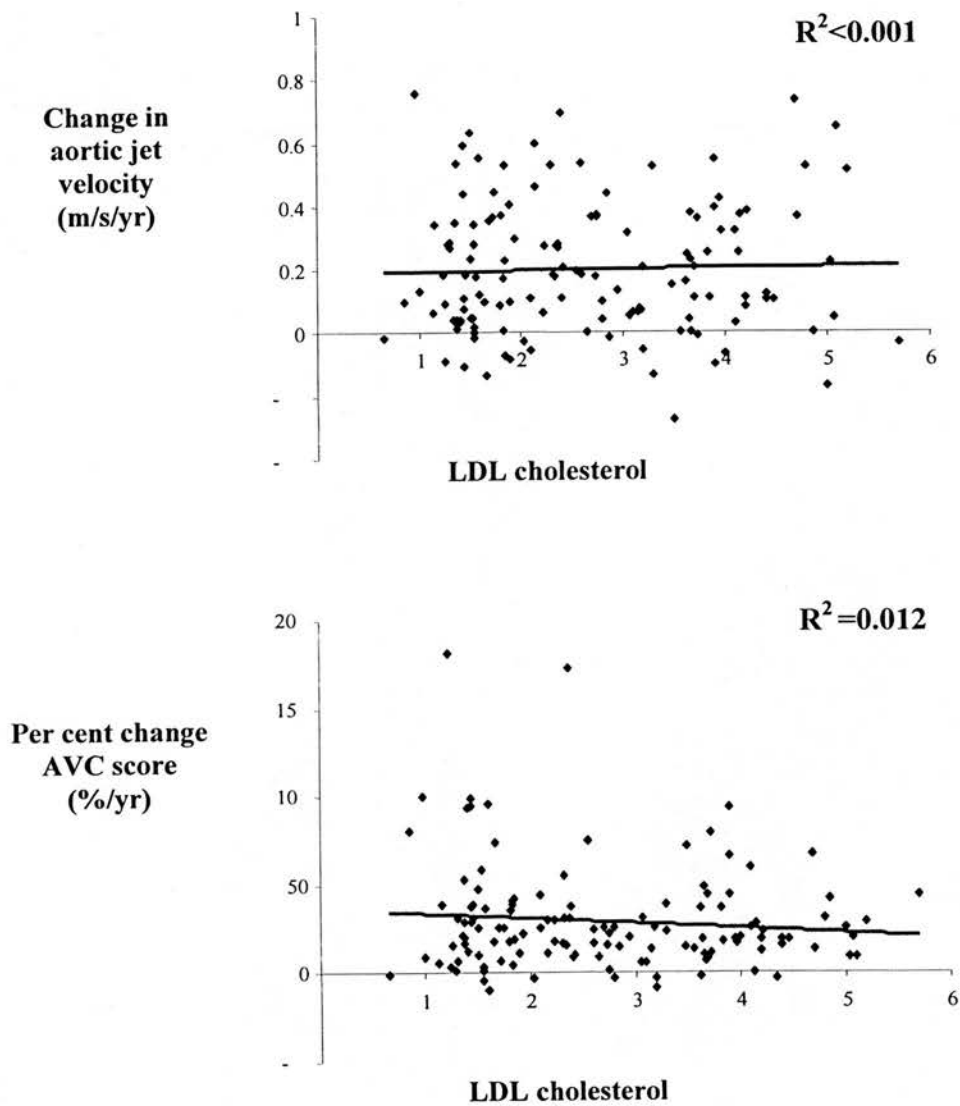 R²<0.001
Change in
aortic jet
velocity
(m/s/yr)
1
0.8
0.6
0.4
0.2
0
-
-
1 2 3 4 5 6
LDL cholesterol
R²=0.012
Per cent change
AVC score
(%/yr)
20
15
10
50
0
-
1 2 3 4 5 6
LDL cholesterol